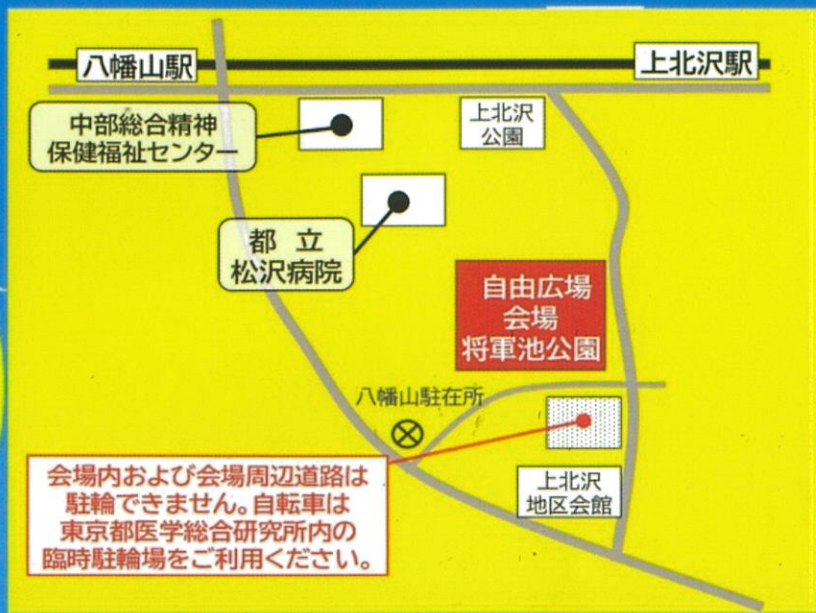 八幡山駅
上北沢駅
中部総合精神
保健福祉センター
上北沢
公園
都 立
松沢病院
自由広場
会場
将軍池公園
八幡山駐在所
会場内および会場周辺道路は
駐輪できません。自転車は
東京都医学総合研究所内の
臨時駐輪場をご利用ください。
上北沢
地区会館